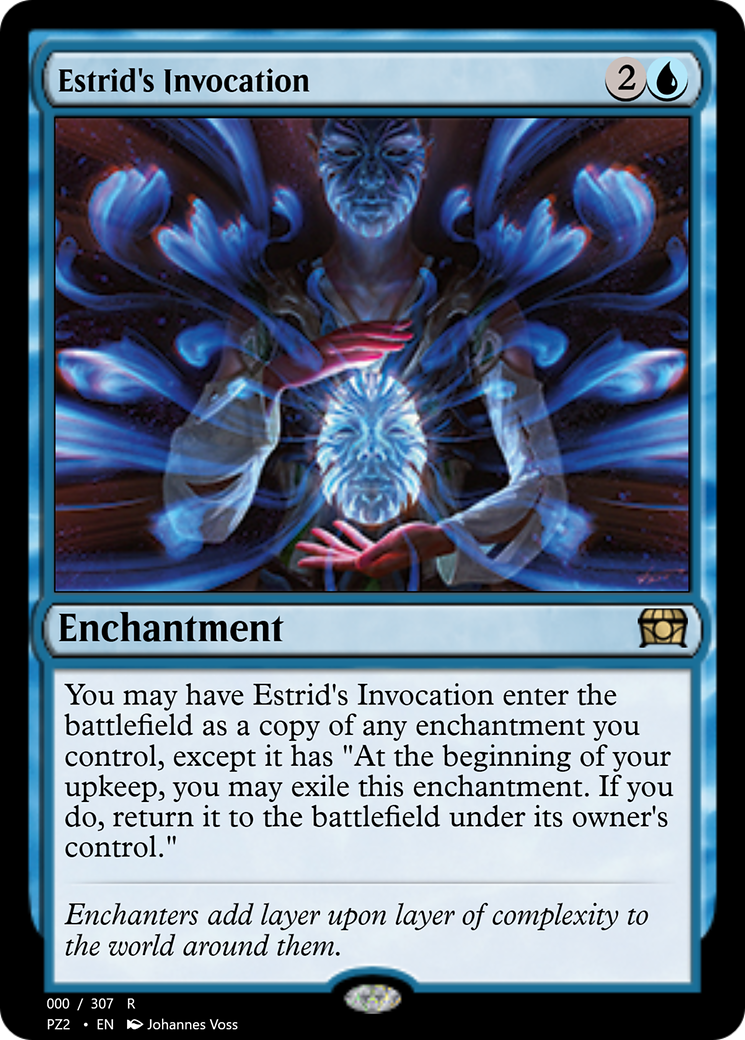 Estrid's Invocation 2
Enchantment
You may have Estrid's Invocation enter the
battlefield as a copy of any enchantment you
control, except it has "At the beginning of your
upkeep, you may exile this enchantment. If you
do, return it to the battlefield under its owner's
control."
Enchanters add layer upon layer of complexity to
the world around them.
000 / 307 R
PZ2 • EN Johannes Voss